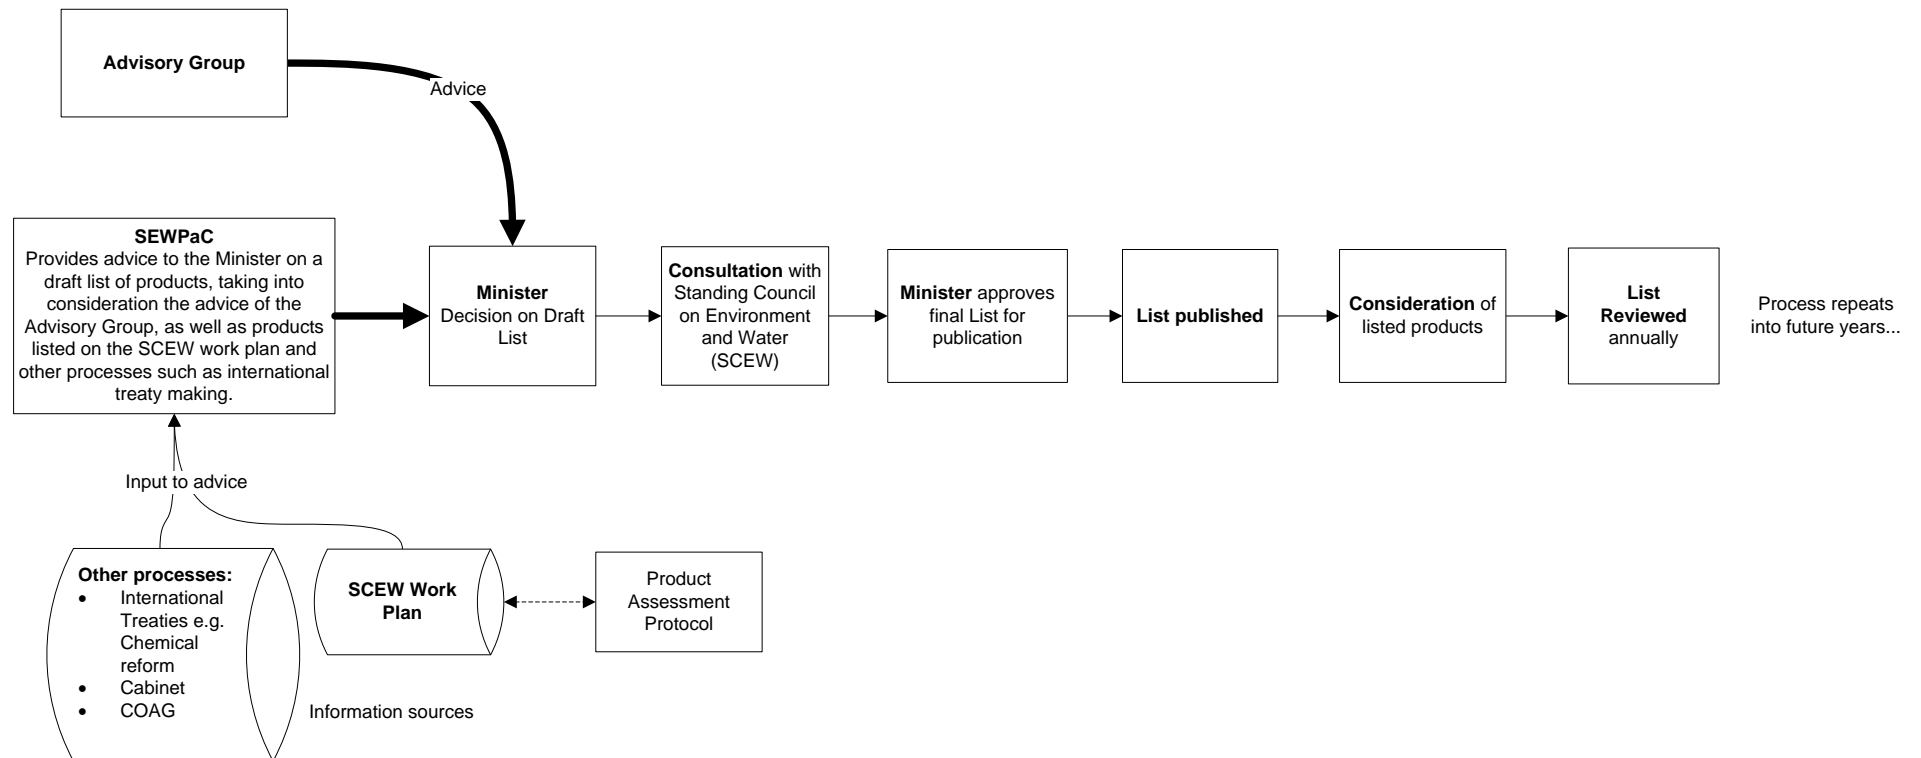 Advisory Group
Advice
SEWPaC
Provides advice to the Minister on a
draft list of products, taking into
consideration the advice of the
Advisory Group, as well as products
listed on the SCEW work plan and
other processes such as international
treaty making.
Minister
Decision on Draft
List
Consultation with
Standing Council
on Environment
and Water
(SCEW)
Minister approves
final List for
publication
List published
Consideration of
listed products
List
Reviewed
annually
Process repeats
into future years...
Input to advice
Other processes:
• International
Treaties e.g.
Chemical
reform
• Cabinet
• COAG
SCEW Work
Plan
Product
Assessment
Protocol
Information sources